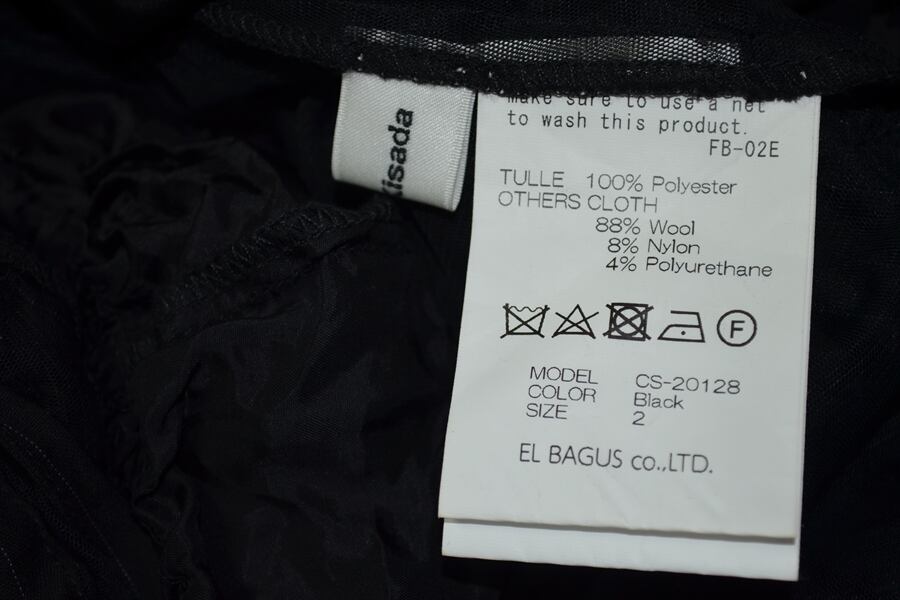 make sure to use a net
to wash this product.
FB-02E
TULLE 100% Polyester
OTHERS CLOTH
88% Wool
8% Nylon
4% Polyurethane
F
MODEL CS-20128
COLOR Black
SIZE 2
EL BAGUS co.,LTD.
isada